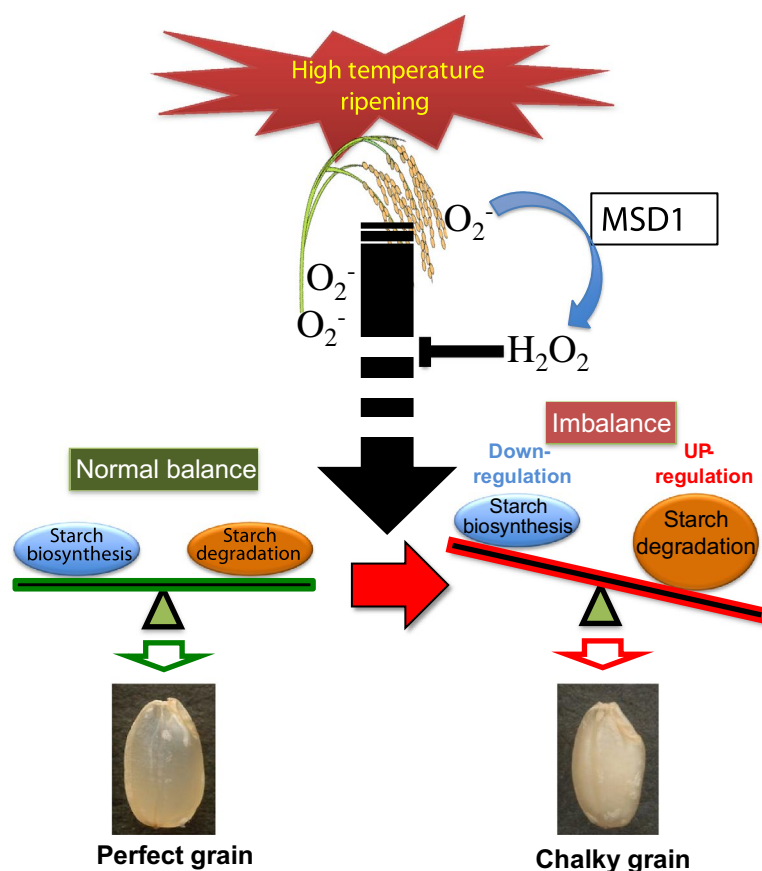 High temperature
ripening
O₂⁻
MSD1
O₂⁻
O₂⁻
H₂O₂
Imbalance
Normal balance
Down-
regulation
UP-
regulation
Starch
biosynthesis
Starch
degradation
Starch
biosynthesis
Starch
degradation
Perfect grain
Chalky grain